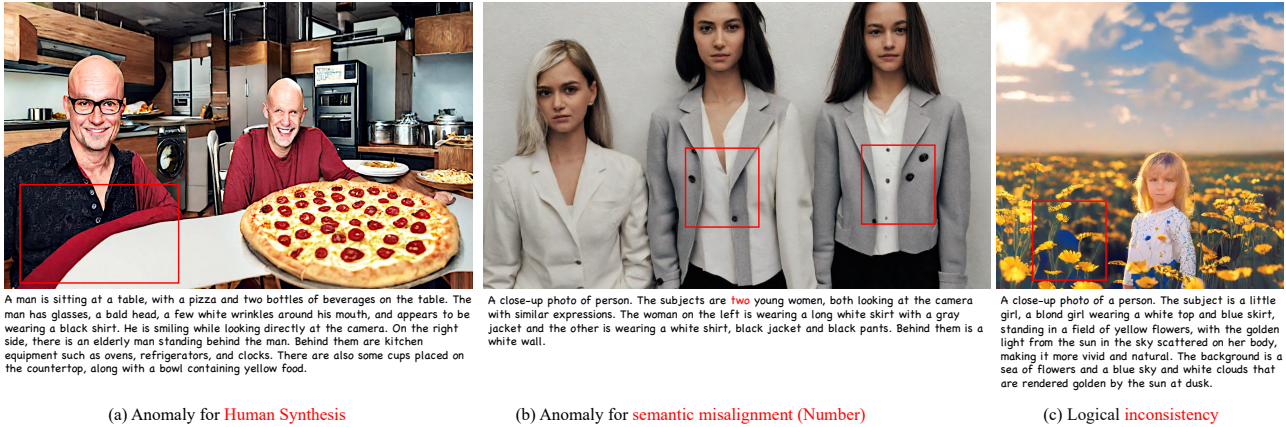 A man is sitting at a table, with a pizza and two bottles of beverages on the table. The
man has glasses, a bald head, a few white wrinkles around his mouth, and appears to be
wearing a black shirt. He is smiling while looking directly at the camera. On the right
side, there is an elderly man standing behind the man. Behind them are kitchen
equipment such as ovens, refrigerators, and clocks. There are also some cups placed on
the countertop, along with a bowl containing yellow food.
(a) Anomaly for Human Synthesis
A close-up photo of person. The subjects are two young women, both looking at the camera
with similar expressions. The woman on the left is wearing a long white skirt with a gray
jacket and the other is wearing a white shirt, black jacket and black pants. Behind them is a
white wall.
(b) Anomaly for semantic misalignment (Number)
A close-up photo of a person. The subject is a little
girl, a blond girl wearing a white top and blue skirt,
standing in a field of yellow flowers, with the golden
light from the sun in the sky scattered on her body,
making it more vivid and natural. The background is a
sea of flowers and a blue sky and white clouds that
are rendered golden by the sun at dusk.
(c) Logical inconsistency